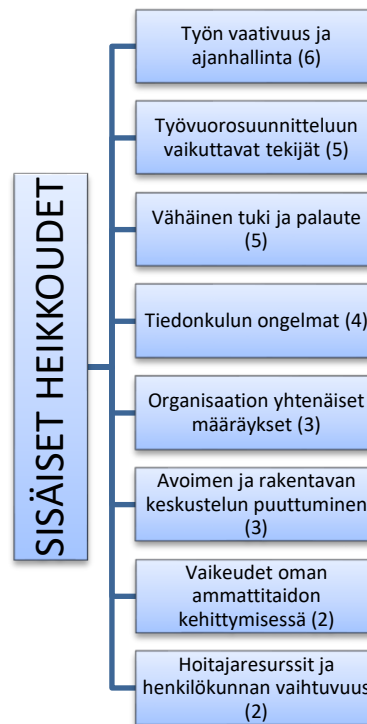 SISÄISET HEIKKOUDET
Työn vaativuus ja
ajanhallinta (6)
Työvuorosuunnitteluun
vaikuttavat tekijät (5)
Vähäinen tuki ja palaute
(5)
Tiedonkulun ongelmat (4)
Organisaation yhtenäiset
määräykset (3)
Avoimen ja rakentavan
keskustelun puuttuminen
(3)
Vaikeudet oman
ammattitaidon
kehittymisessä (2)
Hoitajaresurssit ja
henkilökunnan vaihtuvuus
(2)